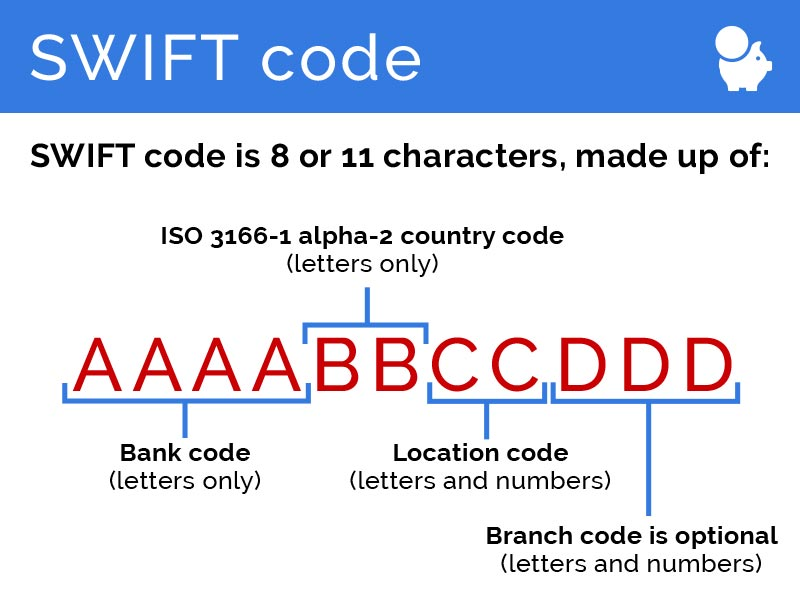 SWIFT code
SWIFT code is 8 or 11 characters, made up of:
ISO 3166-1 alpha-2 country code
(letters only)
AAAABBCCDDD
Bank code
(letters only)
Location code
(letters and numbers)
Branch code is optional
(letters and numbers)